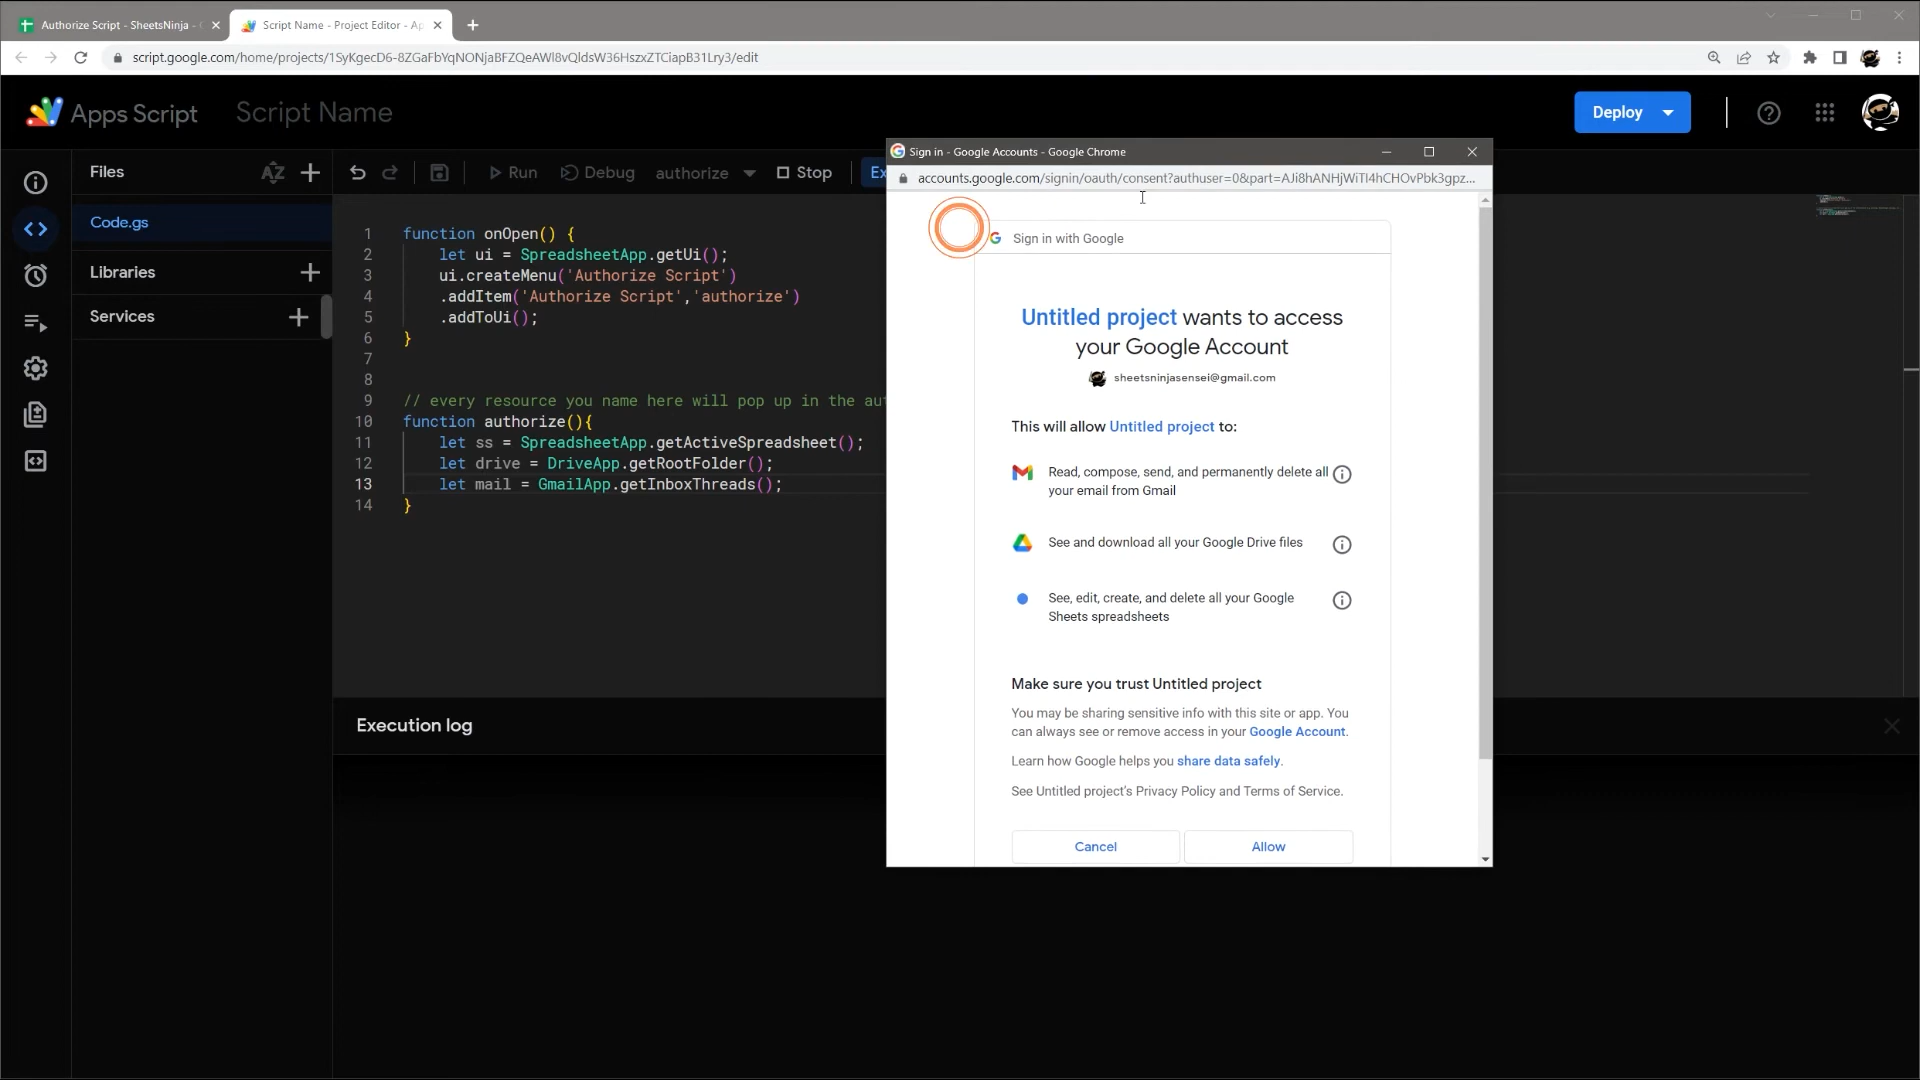 Authorize Script - SheetsNinja -
Script Name - Project Editor - Ap
script.google.com/home/projects/1SyKgecD6-8ZGaFbYqNONjaBFZQeAWl8vQldsW36HszxZTCiapB31Lry3/edit
Apps Script
Script Name
Deploy
Files
Run
Debug
authorize
Stop
Ex
Code.gs
Libraries
Services
1 function onOpen() {
2 let ui = SpreadsheetApp.getUi();
3 ui.createMenu('Authorize Script')
4 .addItem('Authorize Script','authorize')
5 .addToUi();
6 }
7
8
9 // every resource you name here will pop up in the au
10 function authorize(){
11 let ss = SpreadsheetApp.getActiveSpreadsheet();
12 let drive = DriveApp.getRootFolder();
13 let mail = GmailApp.getInboxThreads();
14 }
Execution log
Sign in - Google Accounts - Google Chrome
accounts.google.com/signin/oauth/consent?authuser=0&part=AJi8hANHjWiTI4hCHOvPbk3gpz...
Sign in with Google
Untitled project wants to access
your Google Account
sheetsninjasensei@gmail.com
This will allow Untitled project to:
Read, compose, send, and permanently delete all
your email from Gmail
See and download all your Google Drive files
See, edit, create, and delete all your Google
Sheets spreadsheets
Make sure you trust Untitled project
You may be sharing sensitive info with this site or app. You
can always see or remove access in your Google Account.
Learn how Google helps you share data safely.
See Untitled project's Privacy Policy and Terms of Service.
Cancel
Allow